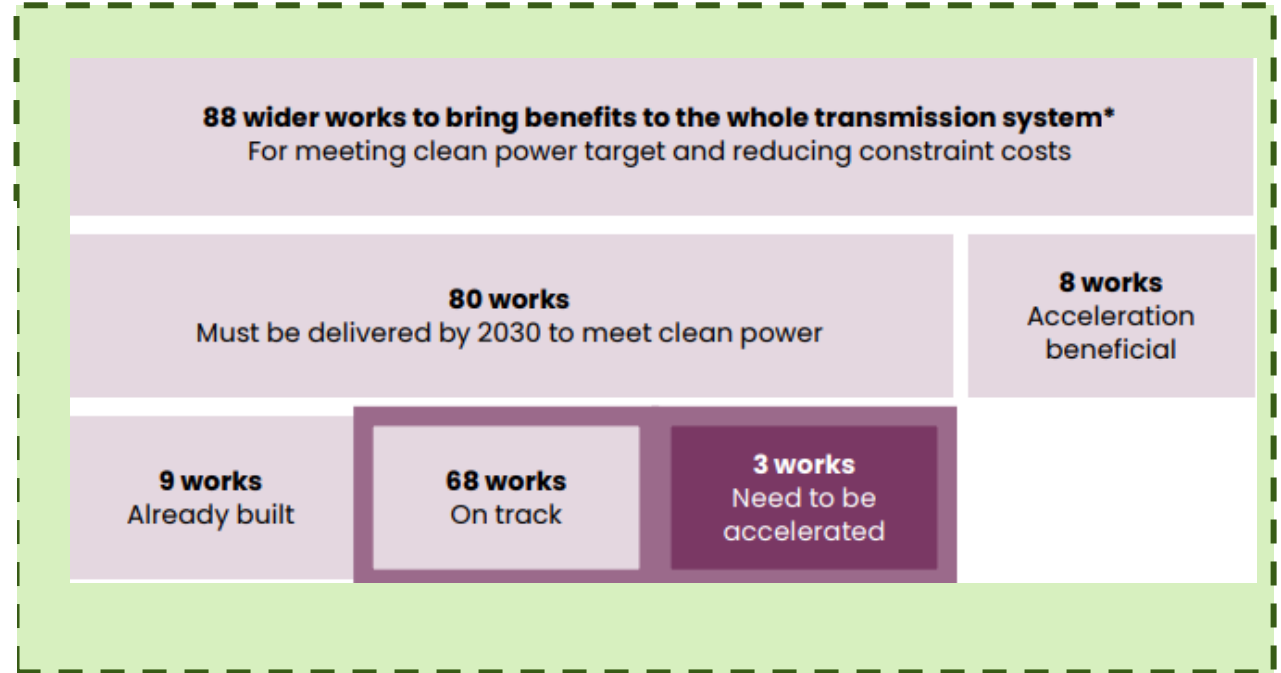 88 wider works to bring benefits to the whole transmission system*
For meeting clean power target and reducing constraint costs
80 works
Must be delivered by 2030 to meet clean power
8 works
Acceleration
beneficial
9 works
Already built
68 works
On track
3 works
Need to be
accelerated